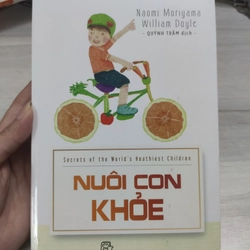 Naomi Moriyama
William Doyle
- QUỲNH TRÂM dịch -
Secrets of the World's Healthiest Children
NUÔI CON
KHỎE